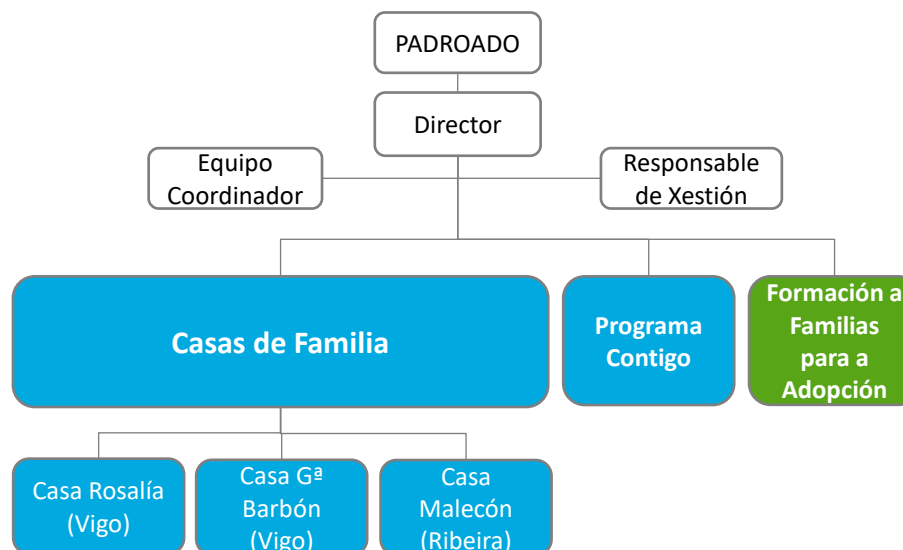 PADROADO
Director
Equipo
Coordinador
Responsable
de Xestión
Casas de Familia
Programa
Contigo
Formación a
Familias
para a
Adopción
Casa Rosalía
(Vigo)
Casa Gª
Barbón
(Vigo)
Casa
Malecón
(Ribeira)